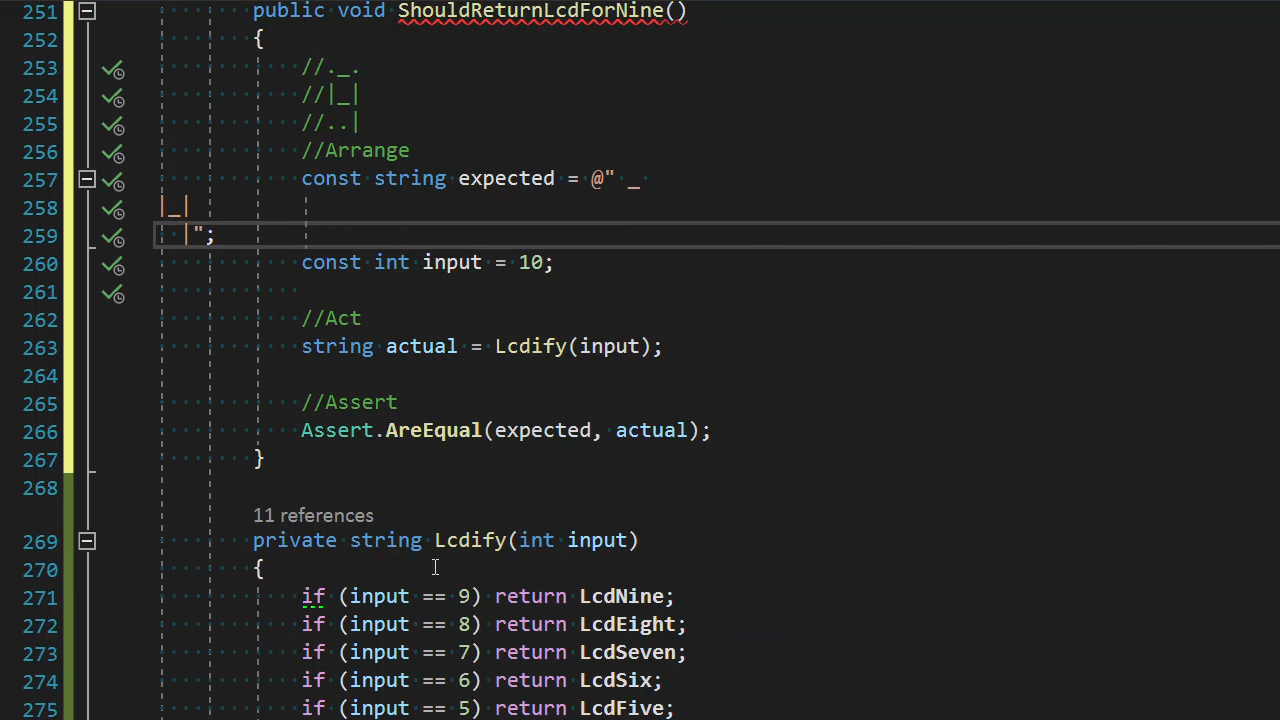 251 public void ShouldReturnLcdForNine()
252 {
253 //._.
254 //|_|
255 //..|
256 //Arrange
257 const string expected = @" _ 
258 |_|
259   |";
260 const int input = 10;
261
262 //Act
263 string actual = Lcdify(input);
264
265 //Assert
266 Assert.AreEqual(expected, actual);
267 }
268
11 references
269 private string Lcdify(int input)
270 {
271 if (input == 9) return LcdNine;
272 if (input == 8) return LcdEight;
273 if (input == 7) return LcdSeven;
274 if (input == 6) return LcdSix;
275 if (input == 5) return LcdFive;